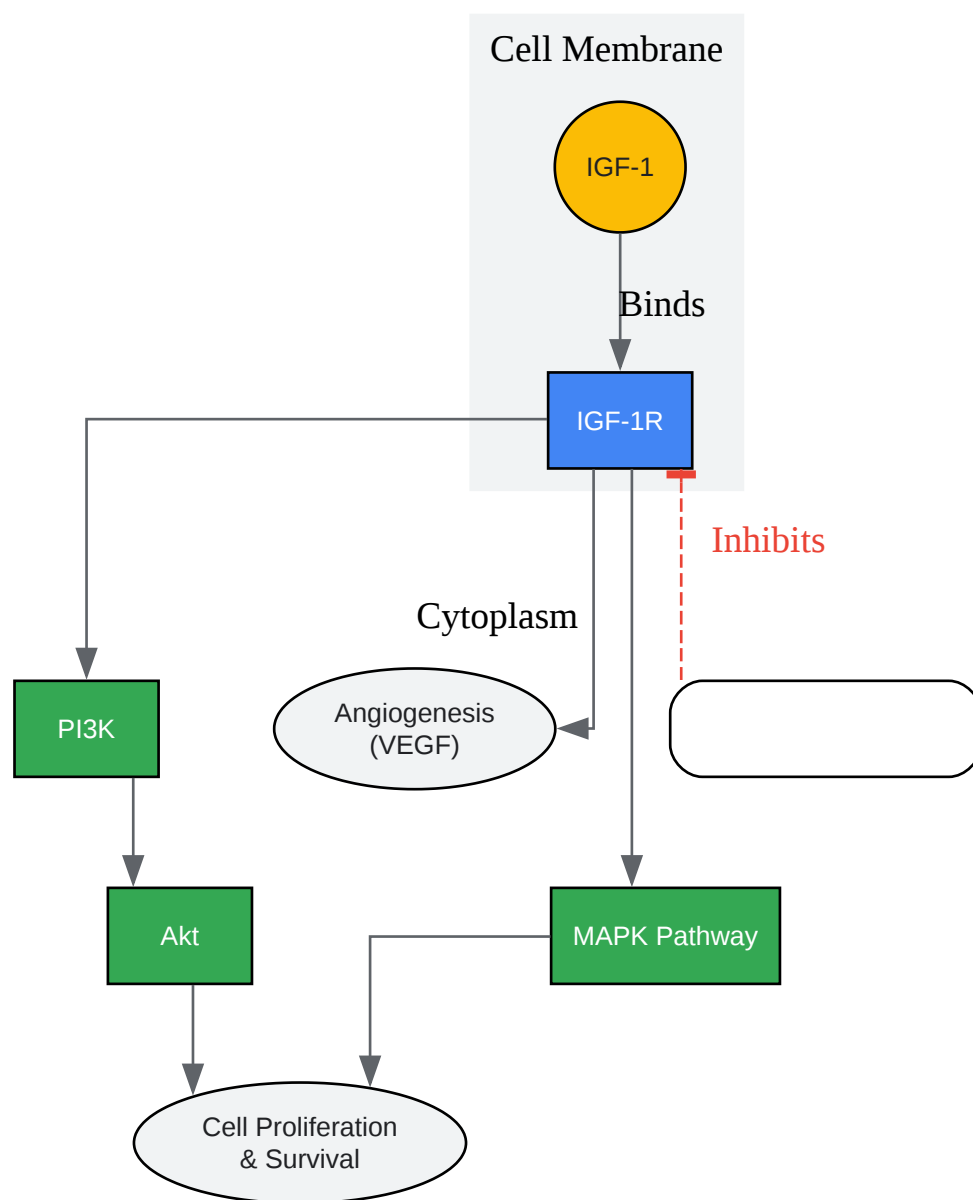 Cell Membrane
IGF-1
Binds
IGF-1R
Inhibits
Cytoplasm
PI3K
Angiogenesis
(VEGF)
Akt
MAPK Pathway
Cell Proliferation
& Survival